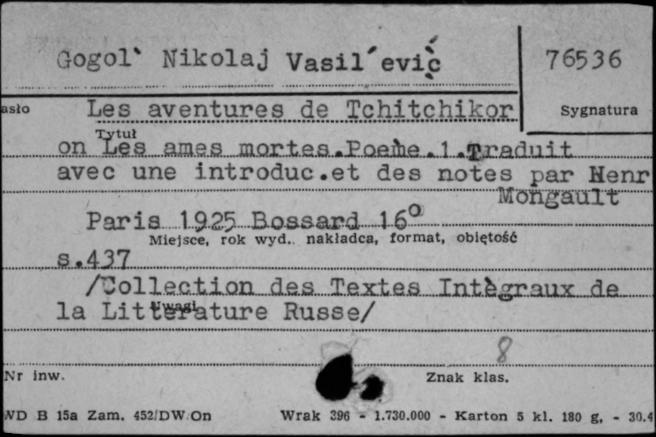 Gogol' Nikolaj Vasil'evič
76536
asło
Les aventures de Tchitchikor
Sygnatura
Tytuł
on Les ames mortes.Poeme.1.Traduit
avec une introduc.et des notes par Henr
Mongault
Paris 1925 Bossard 16°
Miejsce, rok wyd., nakładca, format, objętość
s.437
/Collection des Textes Intègraux de
Uwagi
la Littérature Russe/
8
Nr inw.
Znak klas.
WD B 15a Zam. 452/DW/On
Wrak 396 - 1.730.000 - Karton 5 kl. 180 g, - 30.4